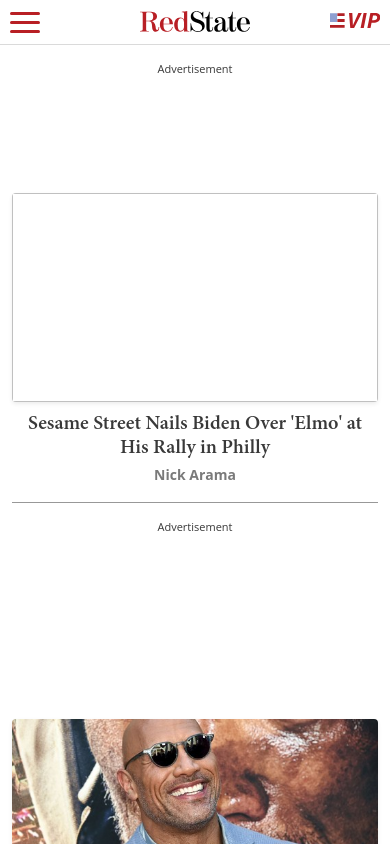 RedState
VIP
Advertisement
Sesame Street Nails Biden Over 'Elmo' at
His Rally in Philly
Nick Arama
Advertisement